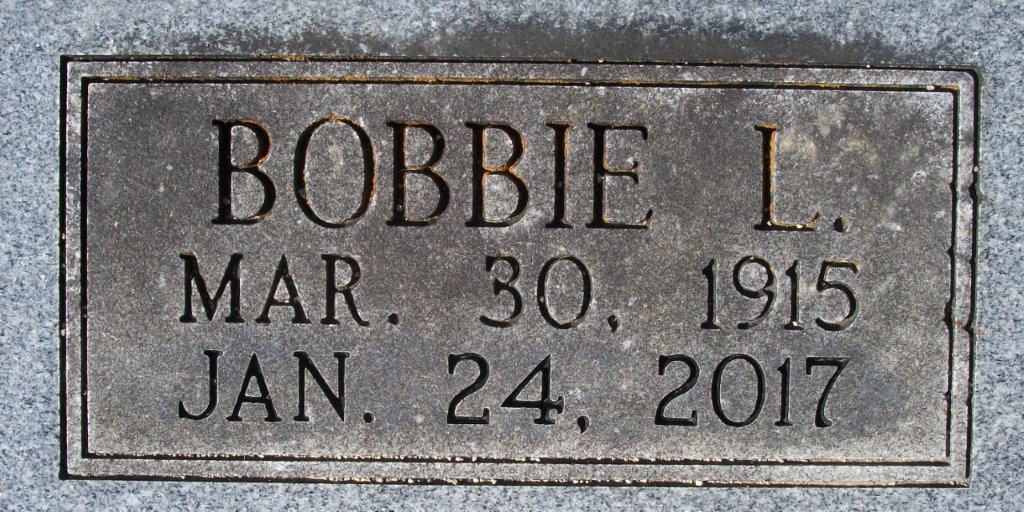 BOBBIE L.
MAR. 30, 1915
JAN. 24, 2017